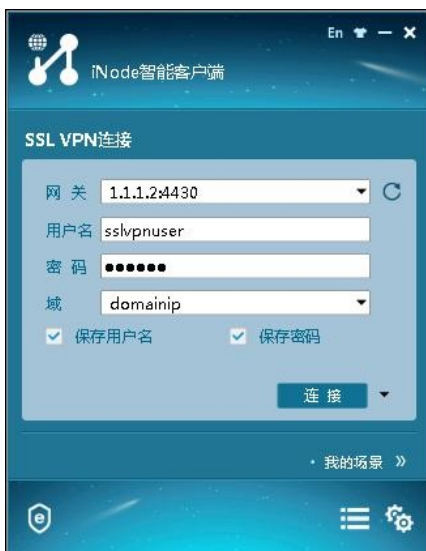 En
iNode智能客户端
SSL VPN连接
网 关 1.1.1.2:4430
用户名 sslvpnuser
密 码 ●●●●●●
域 domainip
保存用户名 保存密码
连 接
· 我的场景 »
e